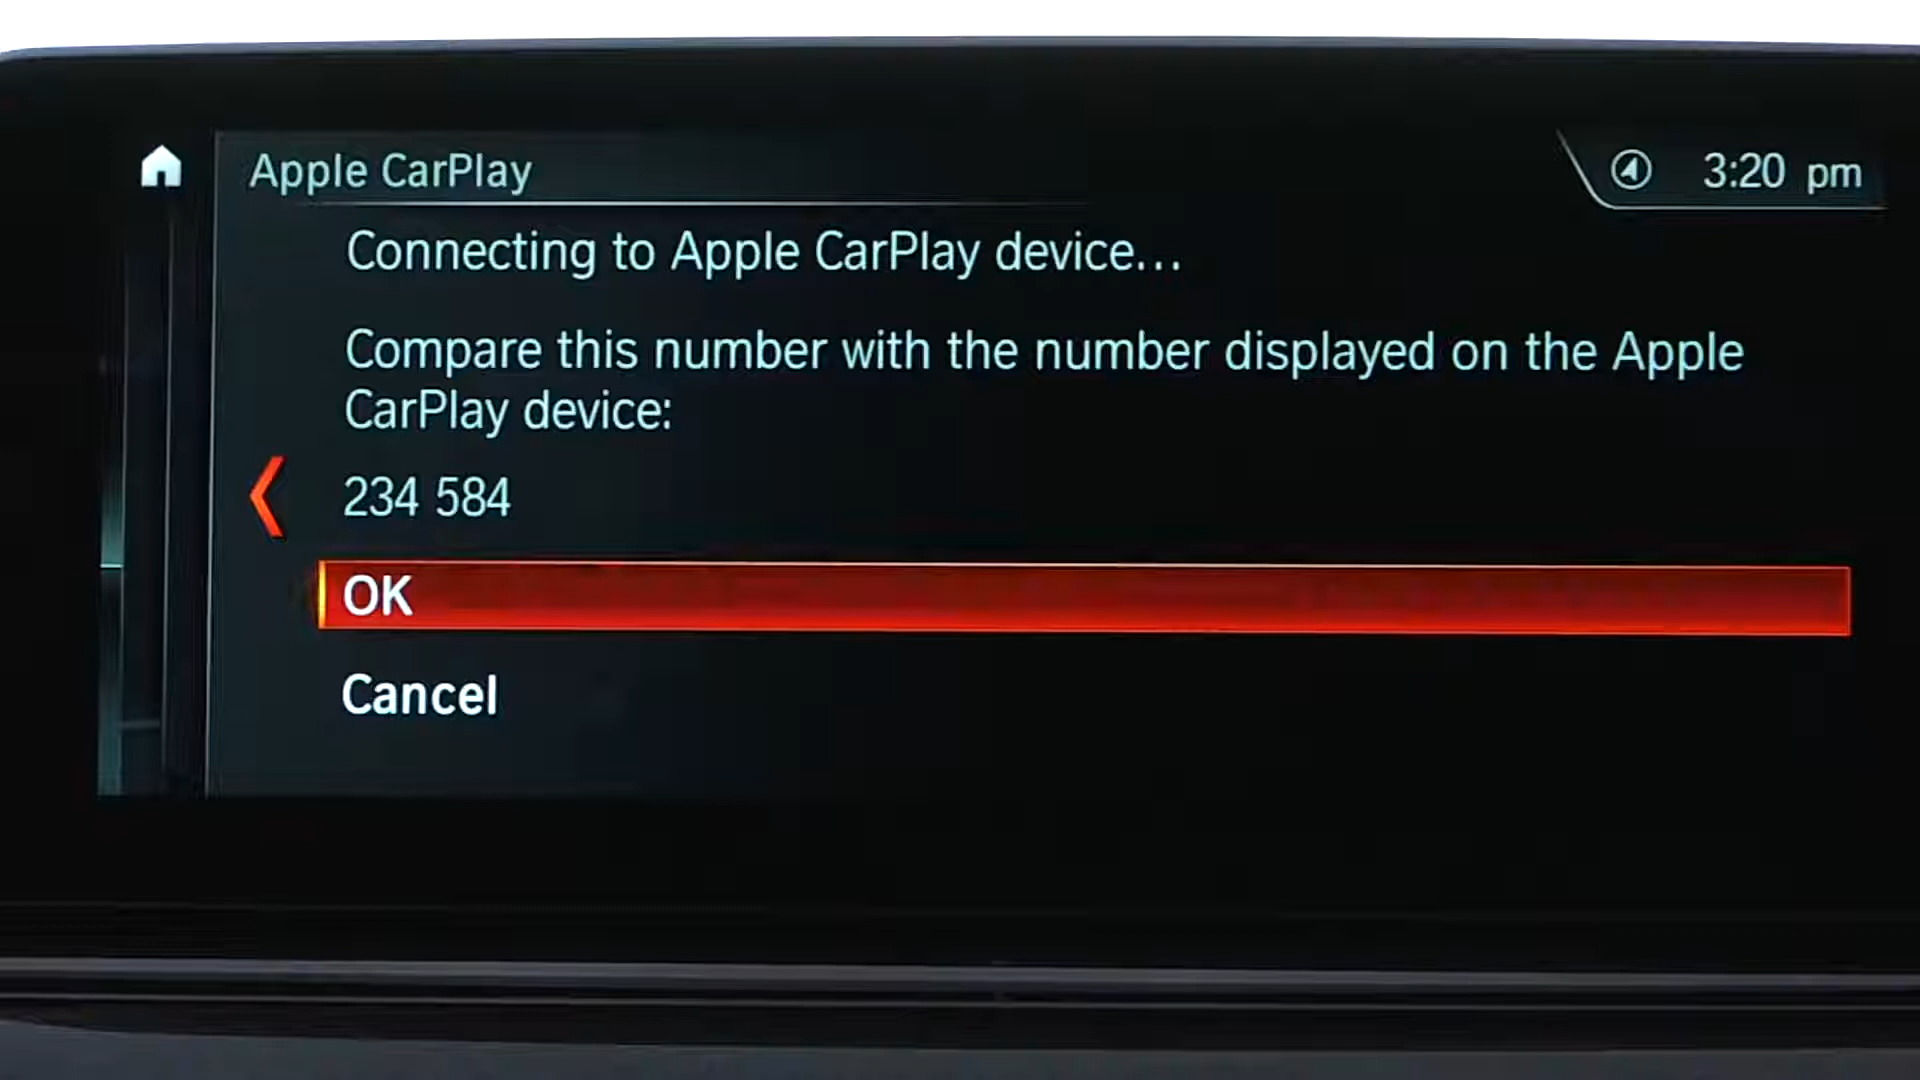 Apple CarPlay
3:20 pm
Connecting to Apple CarPlay device...
Compare this number with the number displayed on the Apple
CarPlay device:
234 584
OK
Cancel